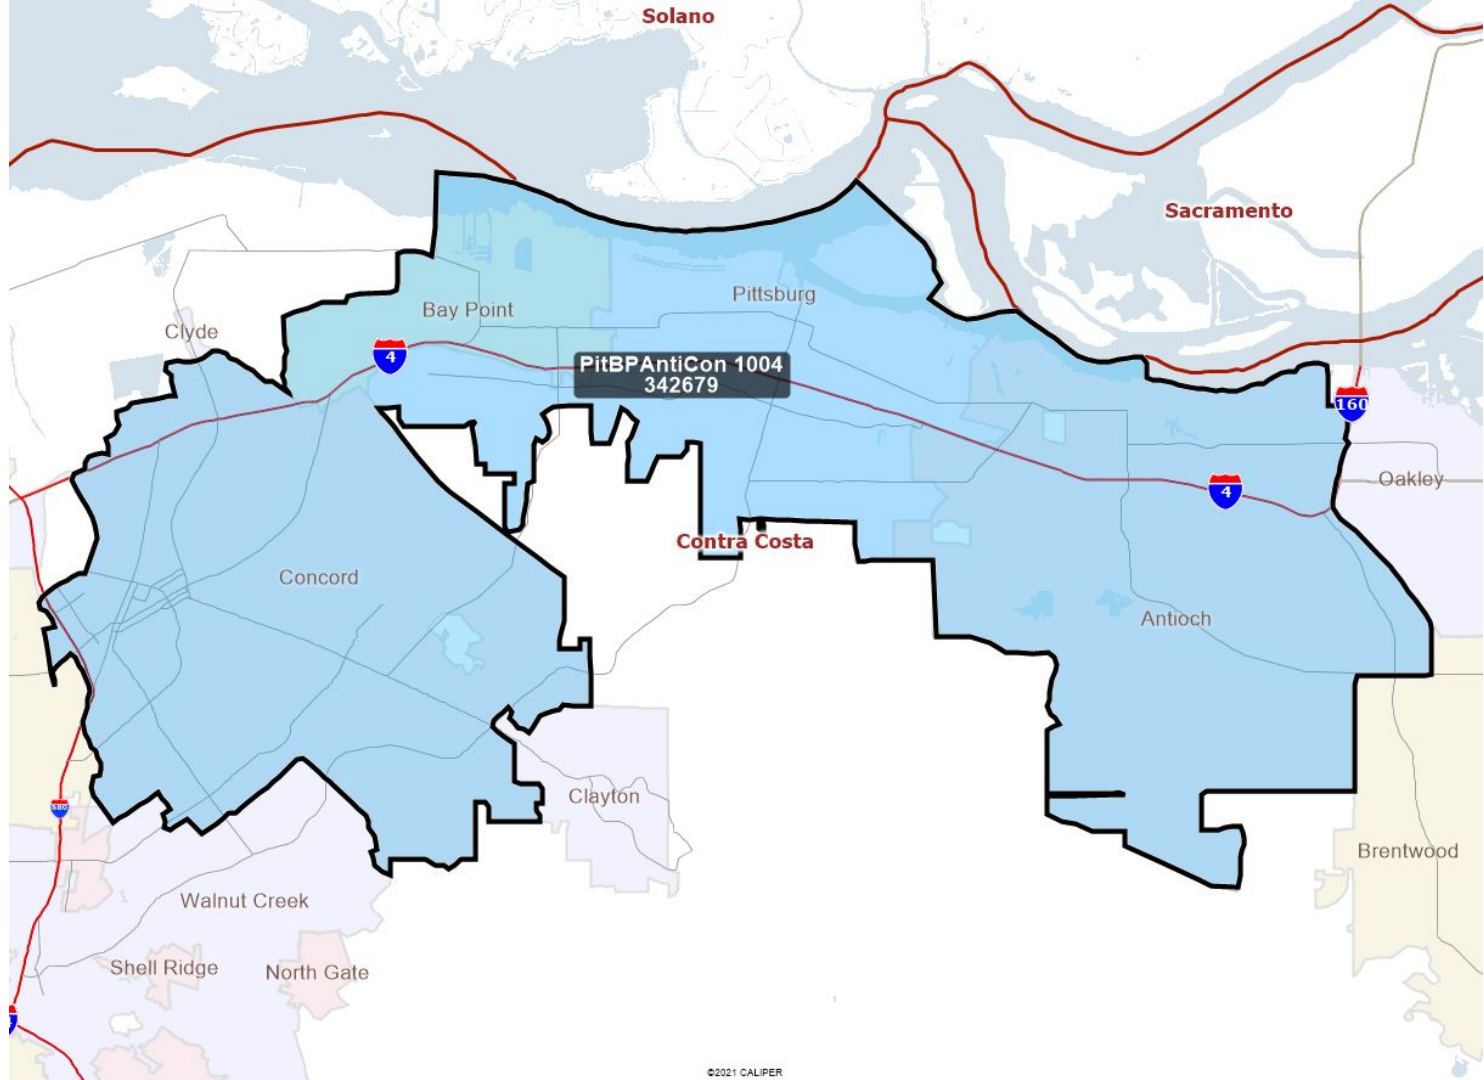 Solano
Sacramento
Bay Point
Pittsburg
Clyde
4
PitBPAntiCon 1004
342679
160
Oakley
4
Contra Costa
Concord
Antioch
Clayton
680
Brentwood
Walnut Creek
Shell Ridge
North Gate
©2021 CALIPER